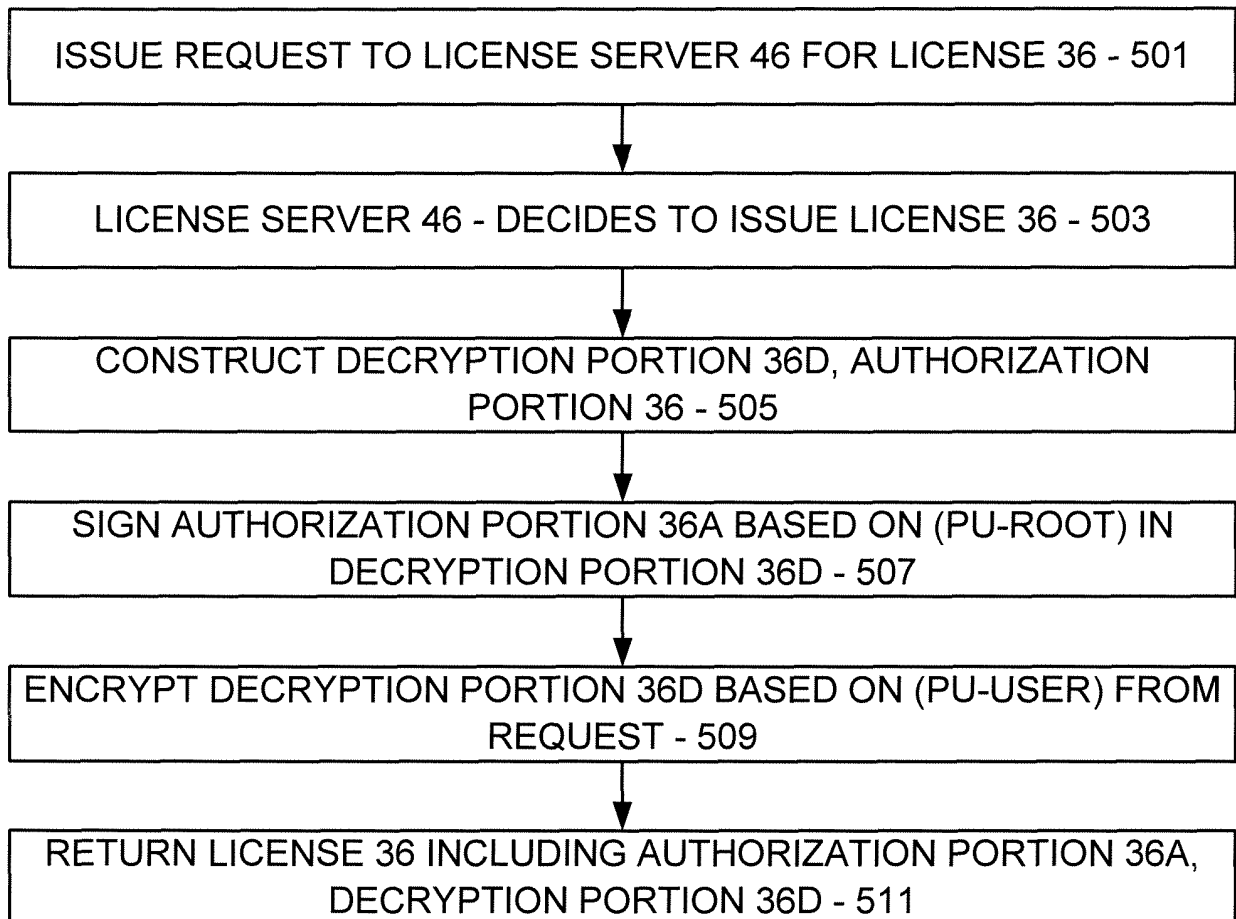 ISSUE REQUEST TO LICENSE SERVER 46 FOR LICENSE 36 - 501
LICENSE SERVER 46 - DECIDES TO ISSUE LICENSE 36 - 503
CONSTRUCT DECRYPTION PORTION 36D, AUTHORIZATION
PORTION 36 - 505
SIGN AUTHORIZATION PORTION 36A BASED ON (PU-ROOT) IN
DECRYPTION PORTION 36D - 507
ENCRYPT DECRYPTION PORTION 36D BASED ON (PU-USER) FROM
REQUEST - 509
RETURN LICENSE 36 INCLUDING AUTHORIZATION PORTION 36A,
DECRYPTION PORTION 36D - 511